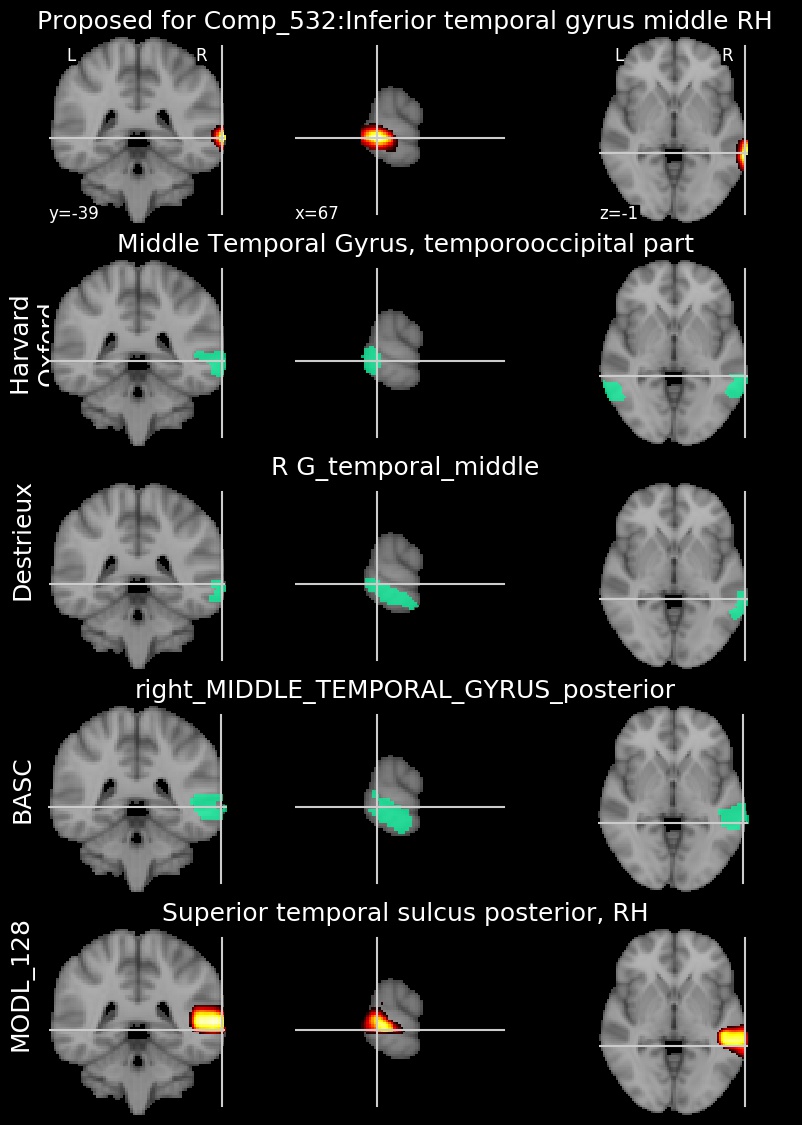 Proposed for Comp_532:Inferior temporal gyrus middle RH
L R L R
y=-39 x=67 z=-1
Middle Temporal Gyrus, temporooccipital part
Harvard
Oxford
R G_temporal_middle
Destrieux
right_MIDDLE_TEMPORAL_GYRUS_posterior
BASC
Superior temporal sulcus posterior, RH
MODL_128